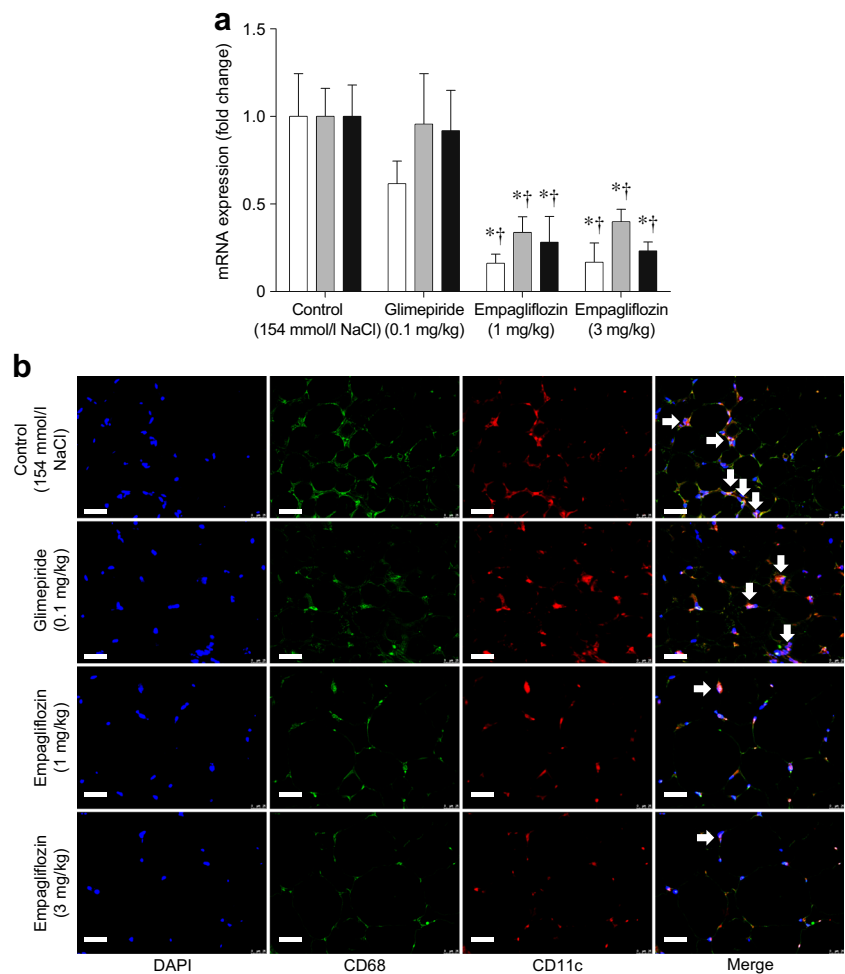 a
mRNA expression (fold change)
1.5
1.0
0.5
0
*† *† *†
*† *† *†
Control
(154 mmol/l NaCl)
Glimepiride
(0.1 mg/kg)
Empagliflozin
(1 mg/kg)
Empagliflozin
(3 mg/kg)
b
Control
(154 mmol/l
NaCl)
Glimepiride
(0.1 mg/kg)
Empagliflozin
(1 mg/kg)
Empagliflozin
(3 mg/kg)
DAPI
CD68
CD11c
Merge